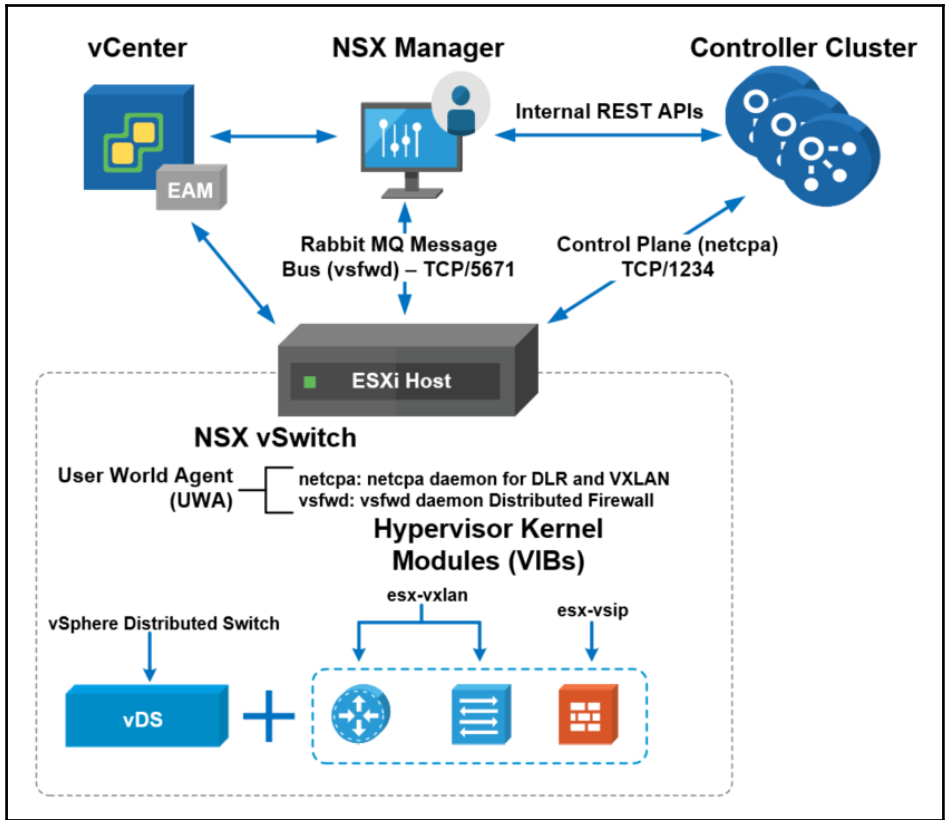 vCenter
NSX Manager
Controller Cluster
Internal REST APIs
EAM
Rabbit MQ Message
Bus (vsfwd) – TCP/5671
Control Plane (netcpa)
TCP/1234
ESXi Host
NSX vSwitch
User World Agent
(UWA)
netcpa: netcpa daemon for DLR and VXLAN
vsfwd: vsfwd daemon Distributed Firewall
Hypervisor Kernel
Modules (VIBs)
esx-vxlan
esx-vsip
vSphere Distributed Switch
vDS